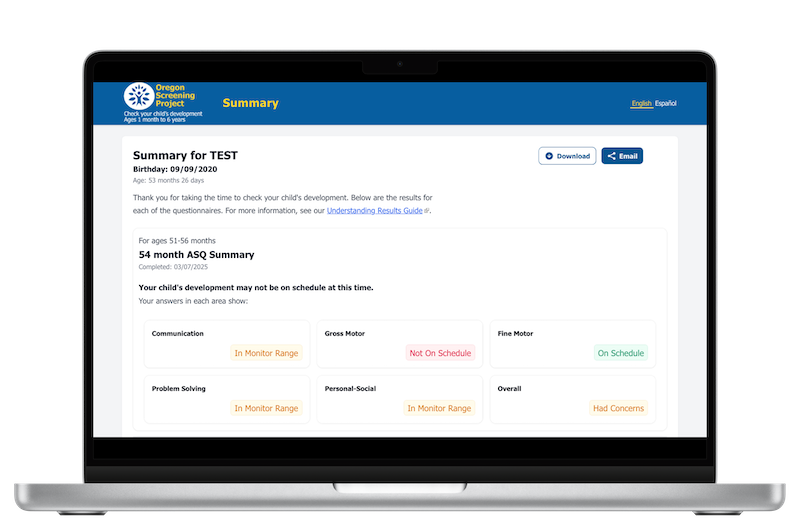 Oregon
Screening
Project
Check your child's development
Ages 1 month to 6 years
Summary
English Español
Summary for TEST
Birthday: 09/09/2020
Age: 53 months 26 days
Download
Email
Thank you for taking the time to check your child's development. Below are the results for
each of the questionnaires. For more information, see our Understanding Results Guide.
For ages 51-56 months
54 month ASQ Summary
Completed: 03/07/2025
Your child's development may not be on schedule at this time.
Your answers in each area show:
Communication
In Monitor Range
Gross Motor
Not On Schedule
Fine Motor
On Schedule
Problem Solving
In Monitor Range
Personal-Social
In Monitor Range
Overall
Had Concerns